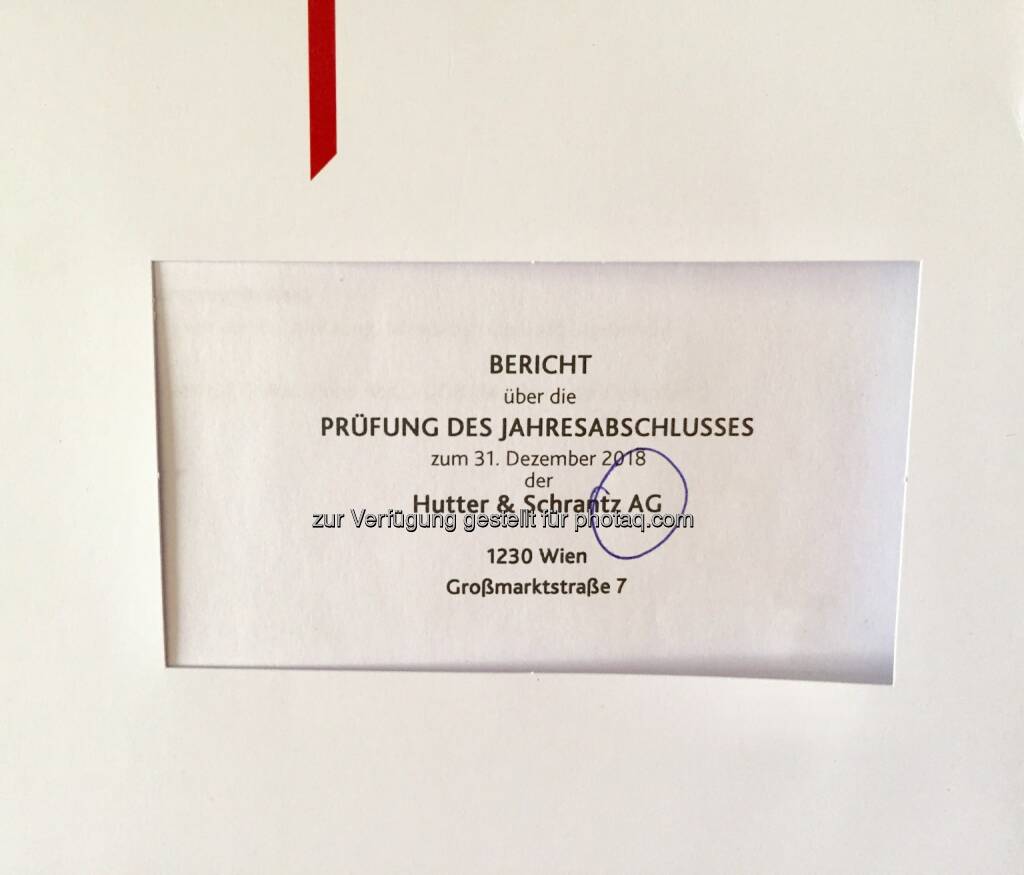 BERICHT
über die
PRÜFUNG DES JAHRESABSCHLUSSES
zum 31. Dezember 2018
der
Hutter & Schrantz AG
zur Verfügung gestellt für photaq.com
1230 Wien
Großmarktstraße 7